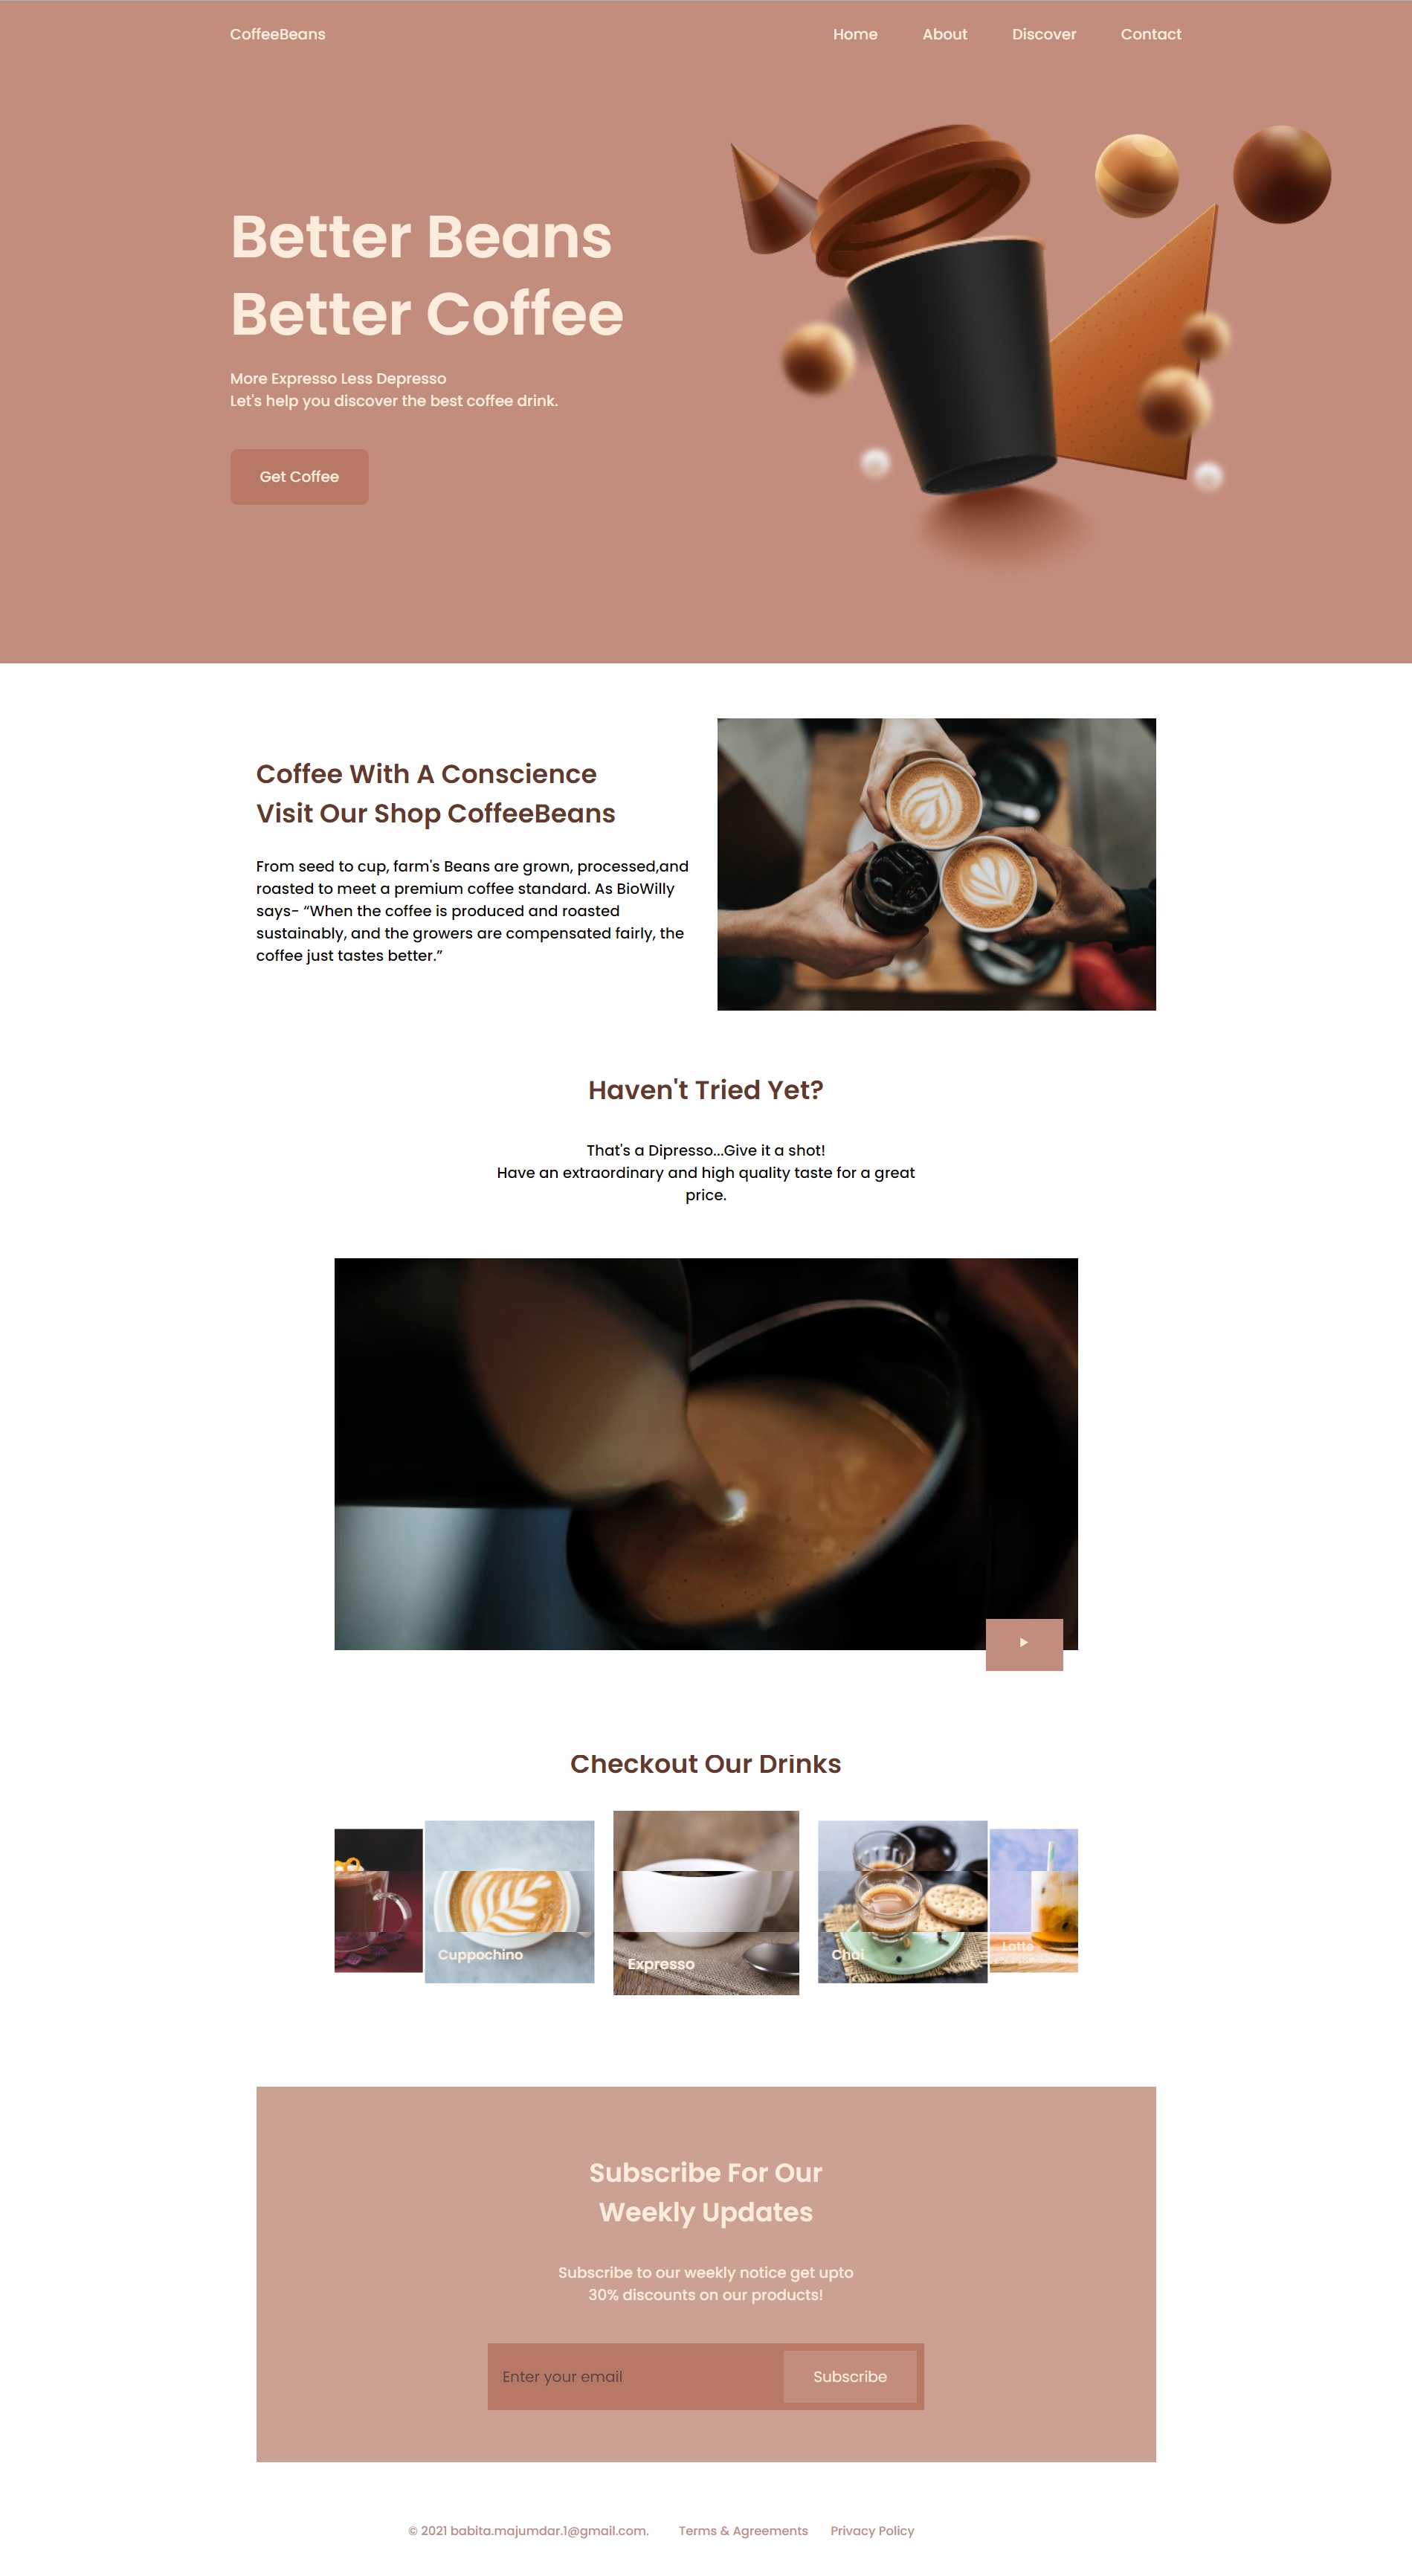 CoffeeBeans
Home
About
Discover
Contact
Better Beans
Better Coffee
More Expresso Less Depresso
Let's help you discover the best coffee drink.
Get Coffee
Coffee With A Conscience
Visit Our Shop CoffeeBeans
From seed to cup, farm's Beans are grown, processed,and
roasted to meet a premium coffee standard. As BioWilly
says- “When the coffee is produced and roasted
sustainably, and the growers are compensated fairly, the
coffee just tastes better.”
Haven't Tried Yet?
That's a Dipresso...Give it a shot!
Have an extraordinary and high quality taste for a great
price.
Checkout Our Drinks
Cuppochino
Expresso
Chai
Latte
Subscribe For Our
Weekly Updates
Subscribe to our weekly notice get upto
30% discounts on our products!
Enter your email
Subscribe
© 2021 babita.majumdar.1@gmail.com.
Terms & Agreements
Privacy Policy